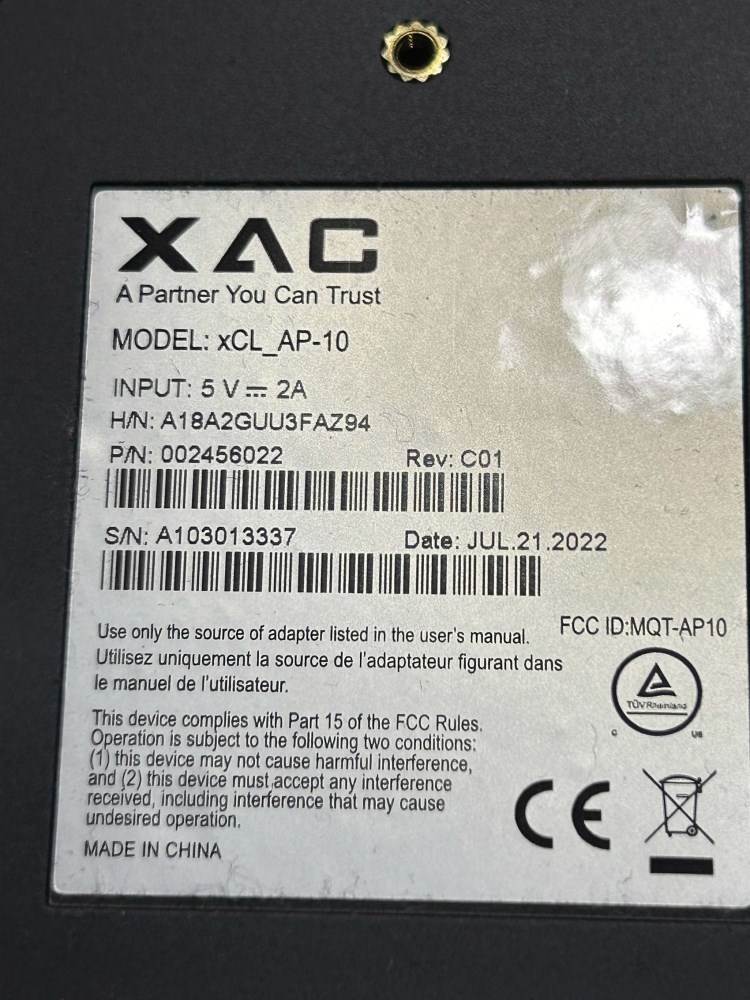 XAC
A Partner You Can Trust
MODEL: xCL_AP-10
INPUT: 5 V ⎓ 2A
H/N: A18A2GUU3FAZ94
P/N: 002456022 Rev: C01
S/N: A103013337 Date: JUL.21.2022
Use only the source of adapter listed in the user's manual.
FCC ID:MQT-AP10
Utilisez uniquement la source de l'adaptateur figurant dans
le manuel de l'utilisateur.
TÜVRheinland
C US
This device complies with Part 15 of the FCC Rules.
Operation is subject to the following two conditions:
(1) this device may not cause harmful interference,
and (2) this device must accept any interference
received, including interference that may cause
undesired operation.
CE
MADE IN CHINA